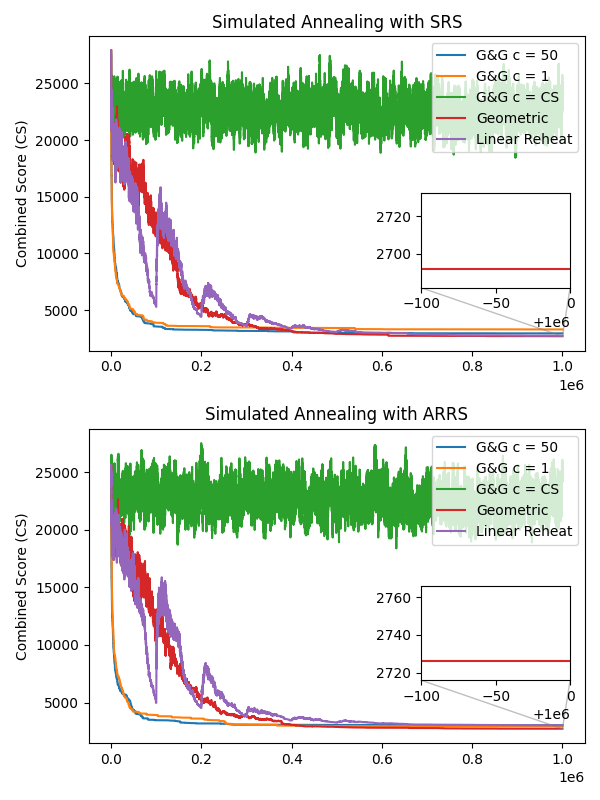 Simulated Annealing with SRS
Combined Score (CS)
25000
20000
15000
10000
5000
G&G c = 50
G&G c = 1
G&G c = CS
Geometric
Linear Reheat
2720
2700
−100
−50
0
+1e6
0.0
0.2
0.4
0.6
0.8
1.0
1e6
Simulated Annealing with ARRS
Combined Score (CS)
25000
20000
15000
10000
5000
G&G c = 50
G&G c = 1
G&G c = CS
Geometric
Linear Reheat
2760
2740
2720
−100
−50
0
+1e6
0.0
0.2
0.4
0.6
0.8
1.0
1e6